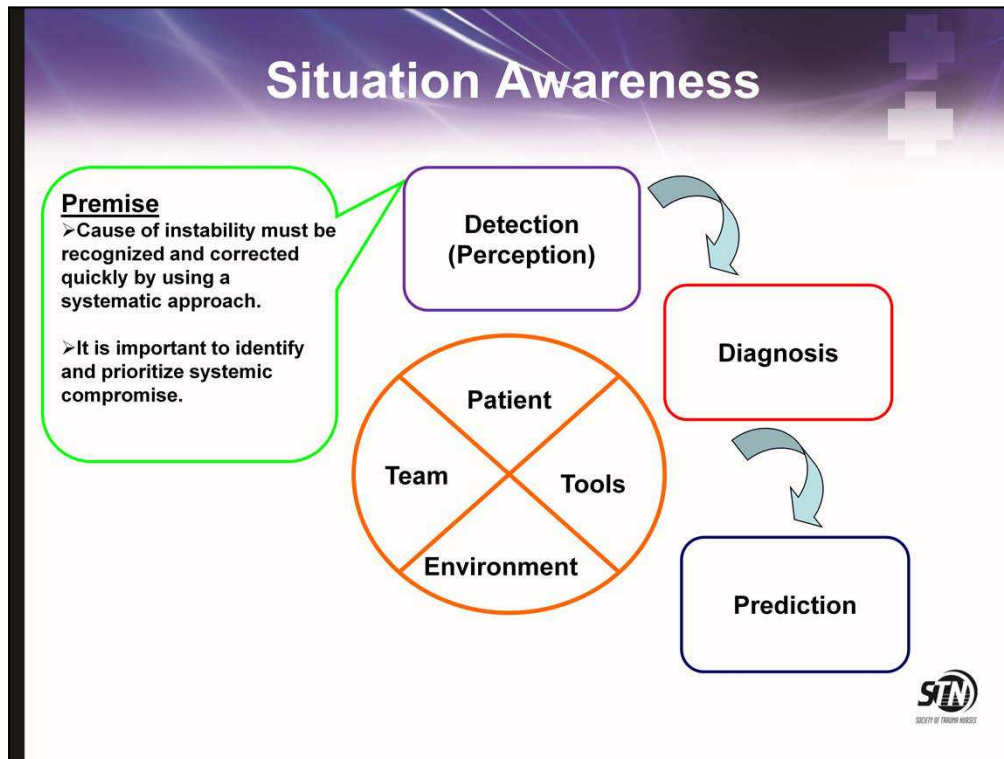 Situation Awareness
Premise
➢Cause of instability must be
recognized and corrected
quickly by using a
systematic approach.
➢It is important to identify
and prioritize systemic
compromise.
Detection
(Perception)
Diagnosis
Prediction
Patient
Team
Tools
Environment
STN
SOCIETY OF TRAUMA NURSES